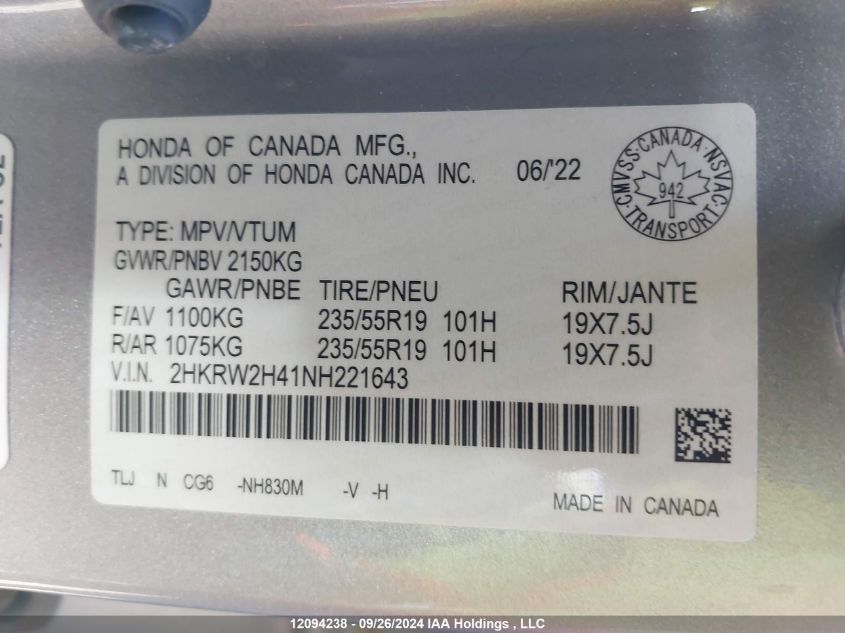 HONDA OF CANADA MFG.,
A DIVISION OF HONDA CANADA INC. 06/'22
CMVSS·CANADA·NSVAC·TRANSPORT
942
TYPE: MPV/VTUM
GVWR/PNBV 2150KG
GAWR/PNBE TIRE/PNEU RIM/JANTE
F/AV 1100KG 235/55R19 101H 19X7.5J
R/AR 1075KG 235/55R19 101H 19X7.5J
V.I.N. 2HKRW2H41NH221643
TLJ N CG6 -NH830M -V -H
MADE IN CANADA
12094238 - 09/26/2024 IAA Holdings , LLC